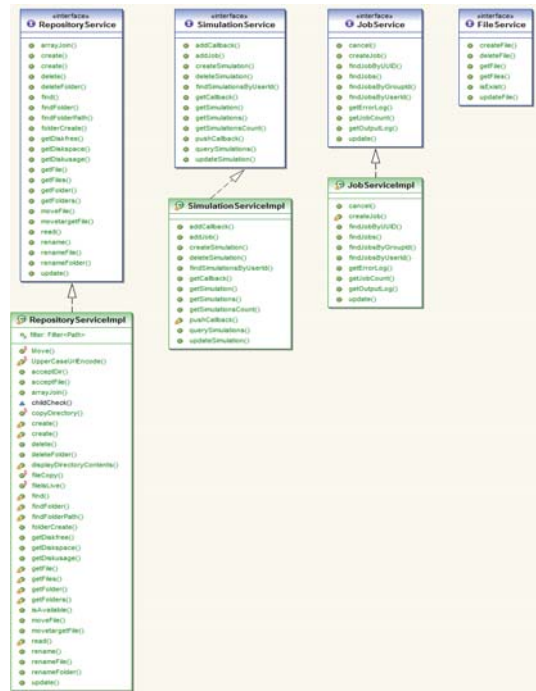 «interface»
RepositoryService
arrayJoin()
create()
create()
delete()
deleteFolder()
find()
findFolder()
findFolderPath()
folderCreate()
getDiskfree()
getDiskspace()
getDiskusage()
getFile()
getFiles()
getFolder()
getFolders()
moveFile()
movetargetFile()
read()
rename()
renameFile()
renameFolder()
update()
RepositoryServiceImpl
filter: Filter<Path>
Move()
UpperCaseUrlEncode()
acceptDir()
acceptFile()
arrayJoin()
childCheck()
copyDirectory()
create()
create()
delete()
deleteFolder()
displayDirectoryContents()
fileCopy()
fileIsLive()
find()
findFolder()
findFolderPath()
folderCreate()
getDiskfree()
getDiskspace()
getDiskusage()
getFile()
getFiles()
getFolder()
getFolders()
isAvailable()
moveFile()
movetargetFile()
read()
rename()
renameFile()
renameFolder()
update()
«interface»
SimulationService
addCallback()
addJob()
createSimulation()
deleteSimulation()
findSimulationsByUserId()
getCallback()
getSimulation()
getSimulations()
getSimulationsCount()
pushCallback()
querySimulations()
updateSimulation()
SimulationServiceImpl
addCallback()
addJob()
createSimulation()
deleteSimulation()
findSimulationsByUserId()
getCallback()
getSimulation()
getSimulations()
getSimulationsCount()
pushCallback()
querySimulations()
updateSimulation()
«interface»
JobService
cancel()
createJob()
findJobByUUID()
findJobs()
findJobsByGroupId()
findJobsByUserId()
getErrorLog()
getJobCount()
getOutputLog()
update()
JobServiceImpl
cancel()
createJob()
findJobByUUID()
findJobs()
findJobsByGroupId()
findJobsByUserId()
getErrorLog()
getJobCount()
getOutputLog()
update()
«interface»
FileService
createFile()
deleteFile()
getFile()
getFiles()
isExist()
updateFile()